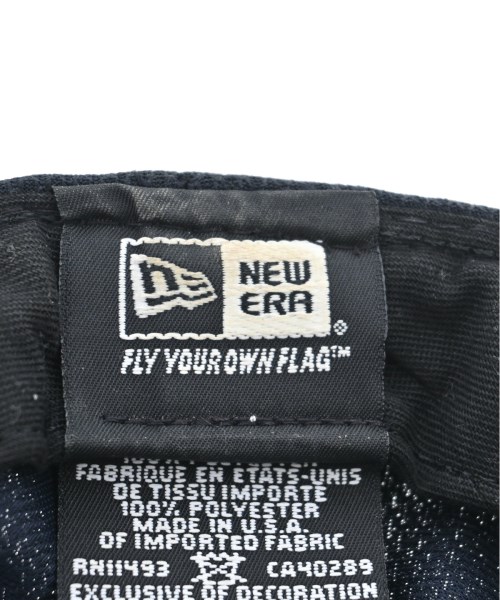 NEW
ERA®
FLY YOUR OWN FLAG™
FABRIQUE EN ETATS-UNIS
DE TISSU IMPORTE
100% POLYESTER
MADE IN U.S.A.
OF IMPORTED FABRIC
RN11493 CA40289
EXCLUSIVE OF DECORATION